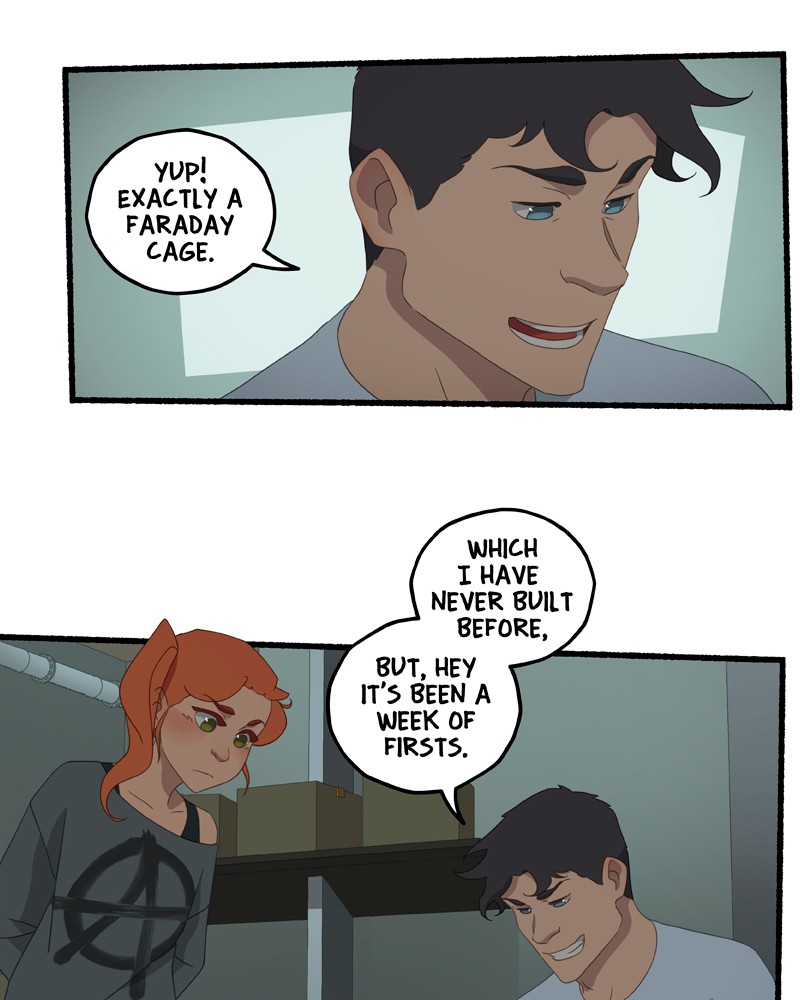 YUP!
EXACTLY A
FARADAY
CAGE.
WHICH
I HAVE
NEVER BUILT
BEFORE,
BUT, HEY
IT'S BEEN A
WEEK OF
FIRSTS.